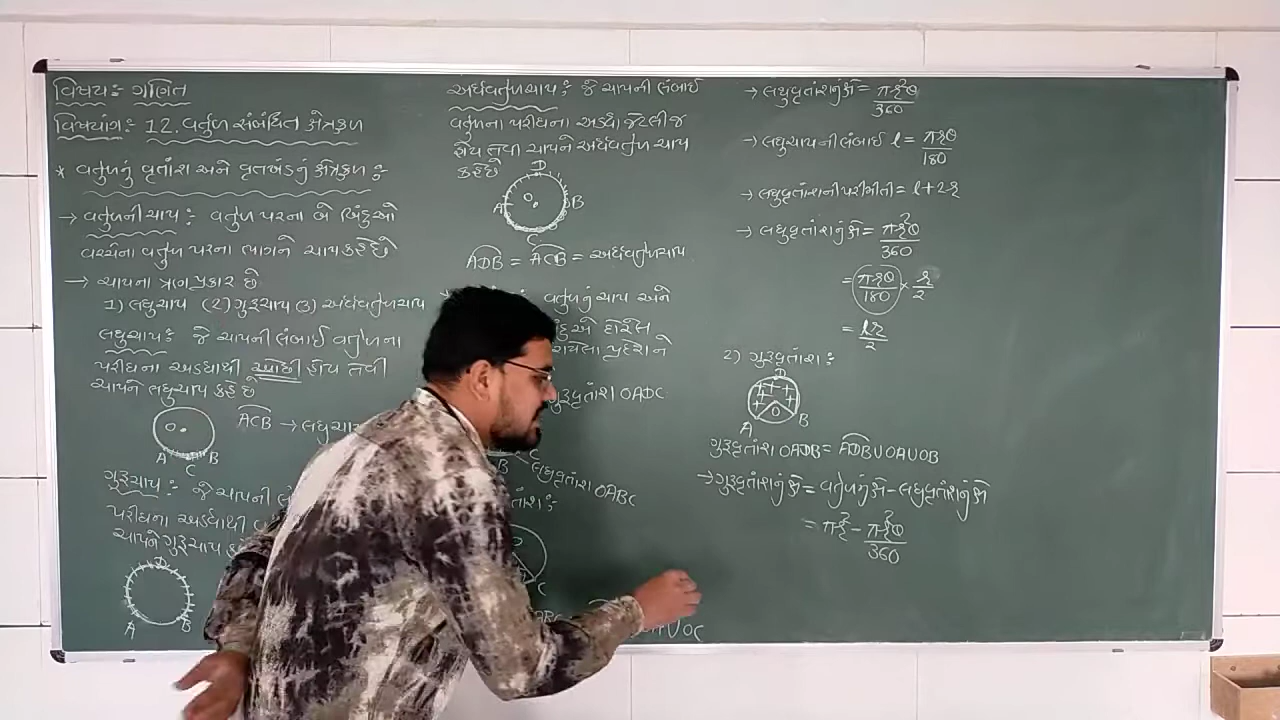 વિષય: ગણિત
વિષયાંગ: 12. વર્તુળ સંબંધિત ક્ષેત્રફળ
* વર્તુળનું વૃતાંશ અને વૃતખંડનું ક્ષેત્રફળ :-
→ વર્તુળની ચાપ : વર્તુળ પરના બે બિંદુઓ
વચ્ચેના વર્તુળ પરના ભાગને ચાપ કહે છે
→ ચાપના ત્રણ પ્રકાર છે
1) લઘુચાપ (2) ગુરુચાપ (3) અર્ધવર્તુળચાપ
લઘુચાપ : જે ચાપની લંબાઈ વર્તુળના
પરીઘના અડધાથી ઓછી હોય તેવી
ચાપને લઘુચાપ કહે છે
O
A C B
ACB → લઘુચાપ
ગુરુચાપ : જે ચાપની
પરીઘના અડધાથી
ચાપને ગુરુચાપ
D
A B
અર્ધવર્તુળચાપ : જે ચાપની લંબાઈ
વર્તુળના પરીઘના અડધા જેટલી જ
હોય તેવી ચાપને અર્ધવર્તુળ ચાપ
કહે છે
D
A O B
C
ADB = ACB = અર્ધવર્તુળચાપ
વર્તુળનું ચાપ અને
દોરેલ
પ્રદેશને
ગુરુવૃતાંશ OADC
B C
લઘુવૃતાંશ OABC
C
UOC
→ લઘુવૃતાંશનું ક્ષે = πr²θ/360
→ લઘુચાપની લંબાઈ l = πrθ/180
→ લઘુવૃતાંશની પરીમીતી = l + 2r
→ લઘુવૃતાંશનું ક્ષે = πr²θ/360
= πrθ/180 × r/2
= lr/2
2) ગુરુવૃતાંશ :
D
O
A B
ગુરુવૃતાંશ OADB = ADB U OA U OB
→ ગુરુવૃતાંશનું ક્ષે = વર્તુળનું ક્ષે - લઘુવૃતાંશનું ક્ષે
= πr² - πr²θ/360